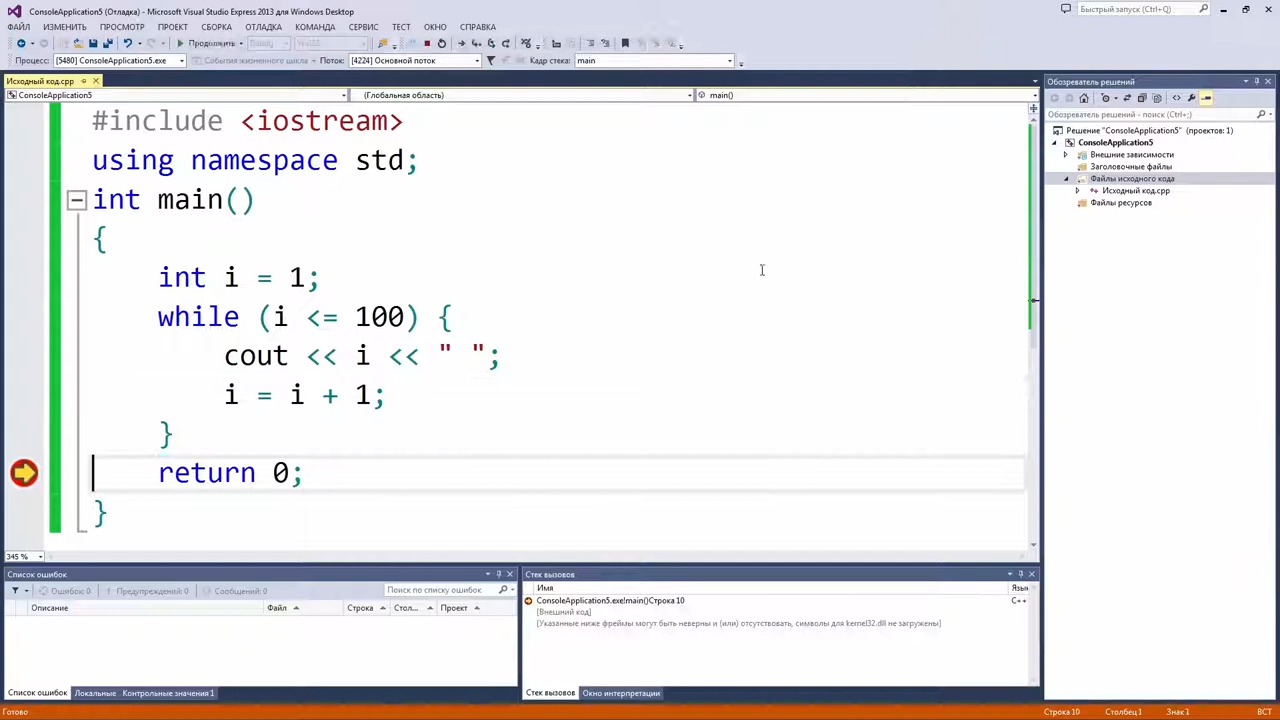 ConsoleApplication5 (Отладка) - Microsoft Visual Studio Express 2013 для Windows Desktop
Быстрый запуск (Ctrl+Q)
ФАЙЛ ИЗМЕНИТЬ ПРОСМОТР ПРОЕКТ СБОРКА ОТЛАДКА КОМАНДА СЕРВИС ТЕСТ ОКНО СПРАВКА
Продолжить Debug Win32
Процесс: [5480] ConsoleApplication5.exe События жизненного цикла Поток: [4224] Основной поток Кадр стека: main
Исходный код.cpp
ConsoleApplication5 (Глобальная область) main()
#include <iostream>
using namespace std;
int main()
{
int i = 1;
while (i <= 100) {
cout << i << " ";
i = i + 1;
}
return 0;
}
345 %
Обозреватель решений
Обозреватель решений - поиск (Ctrl+;)
Решение "ConsoleApplication5" (проектов: 1)
ConsoleApplication5
Внешние зависимости
Заголовочные файлы
Файлы исходного кода
Исходный код.cpp
Файлы ресурсов
Список ошибок
Ошибок: 0 Предупреждений: 0 Сообщений: 0 Поиск по списку ошибок
Описание Файл Строка Стол... Проект
Список ошибок Локальные Контрольные значения 1
Стек вызовов
Имя Язык
ConsoleApplication5.exe!main()Строка 10 C++
[Внешний код]
[Указанные ниже фреймы могут быть неверны и (или) отсутствовать, символы для kernel32.dll не загружены]
Стек вызовов Окно интерпретации
Готово Строка 10 Столбец 1 Знак 1 ВСТ